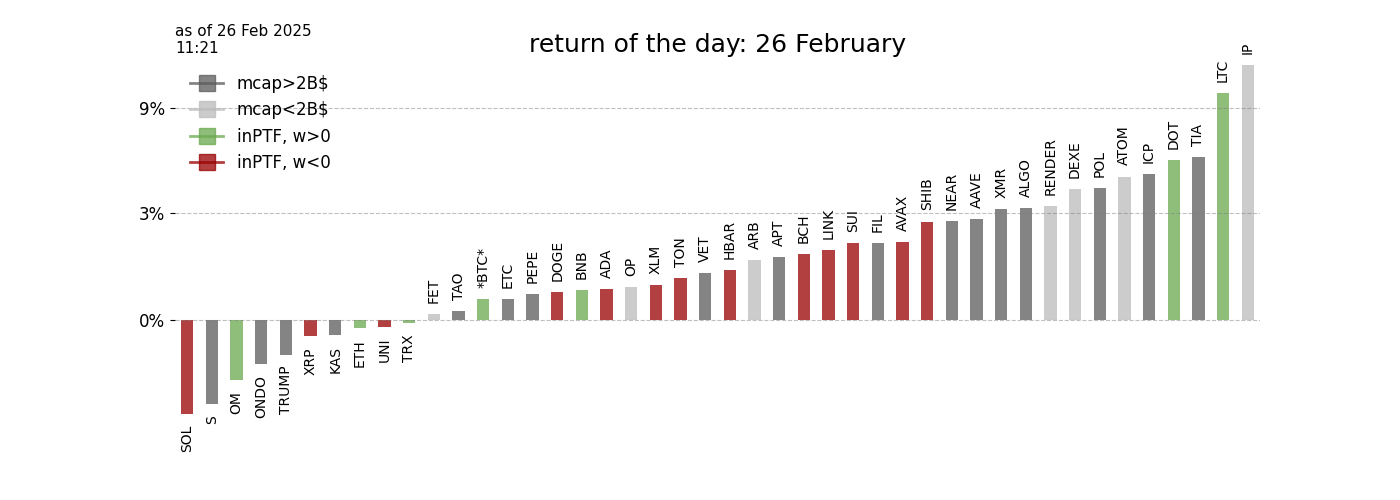 as of 26 Feb 2025
11:21
return of the day: 26 February
mcap>2B$
mcap<2B$
inPTF, w>0
inPTF, w<0
9%
3%
0%
SOL
S
OM
ONDO
TRUMP
XRP
KAS
ETH
UNI
TRX
FET
TAO
*BTC*
ETC
PEPE
DOGE
BNB
ADA
OP
XLM
TON
VET
HBAR
ARB
APT
BCH
LINK
SUI
FIL
AVAX
SHIB
NEAR
AAVE
XMR
ALGO
RENDER
DEXE
POL
ATOM
ICP
DOT
TIA
LTC
IP